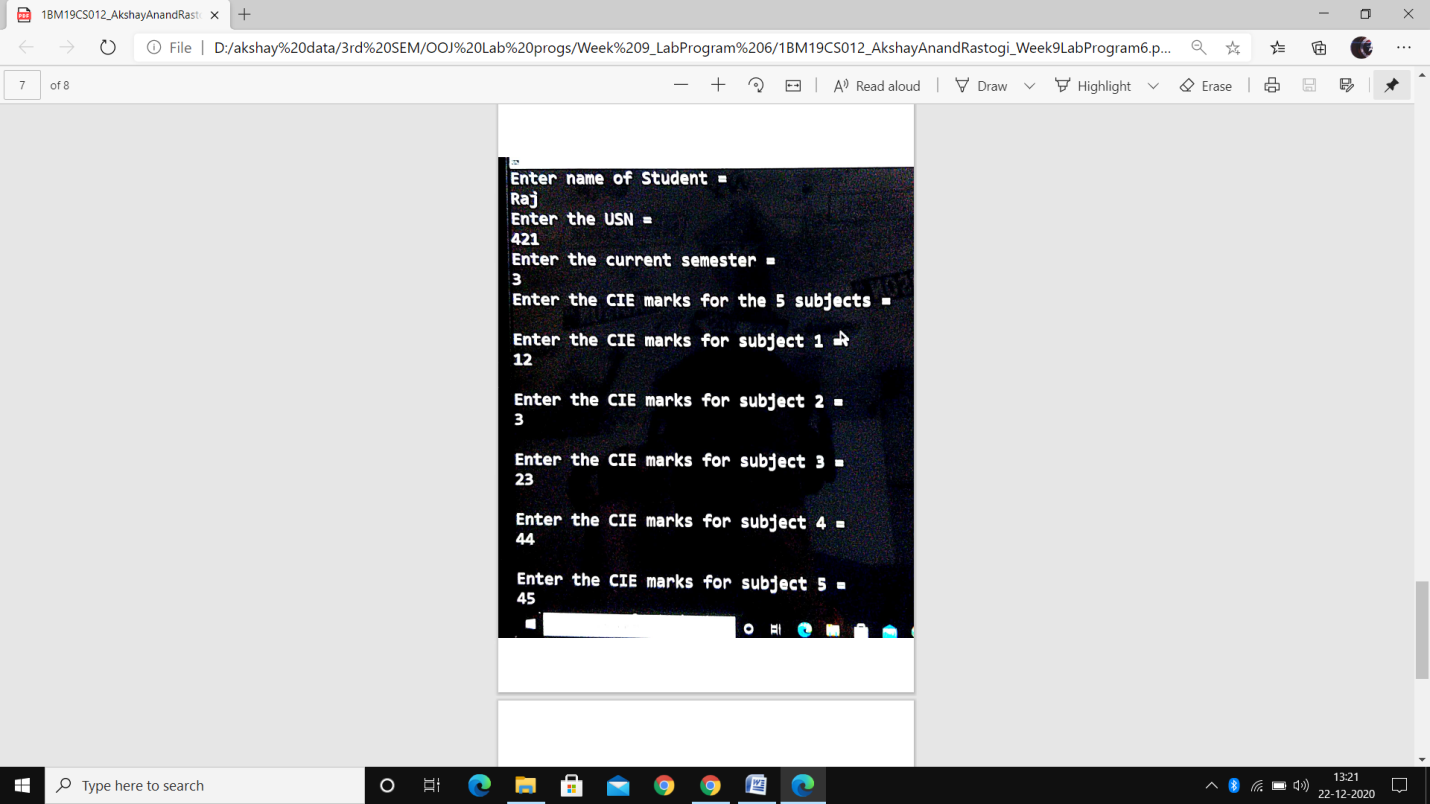 1BM19CS012_AkshayAnandRast
File D:/akshay%20data/3rd%20SEM/OOJ%20Lab%20progs/Week%209_LabProgram%206/1BM19CS012_AkshayAnandRastogi_Week9LabProgram6.p...
7 of 8 Read aloud Draw Highlight Erase
Enter name of Student =
Raj
Enter the USN =
421
Enter the current semester =
3
Enter the CIE marks for the 5 subjects =
Enter the CIE marks for subject 1 =
12
Enter the CIE marks for subject 2 =
3
Enter the CIE marks for subject 3 =
23
Enter the CIE marks for subject 4 =
44
Enter the CIE marks for subject 5 =
45
Type here to search
13:21
22-12-2020